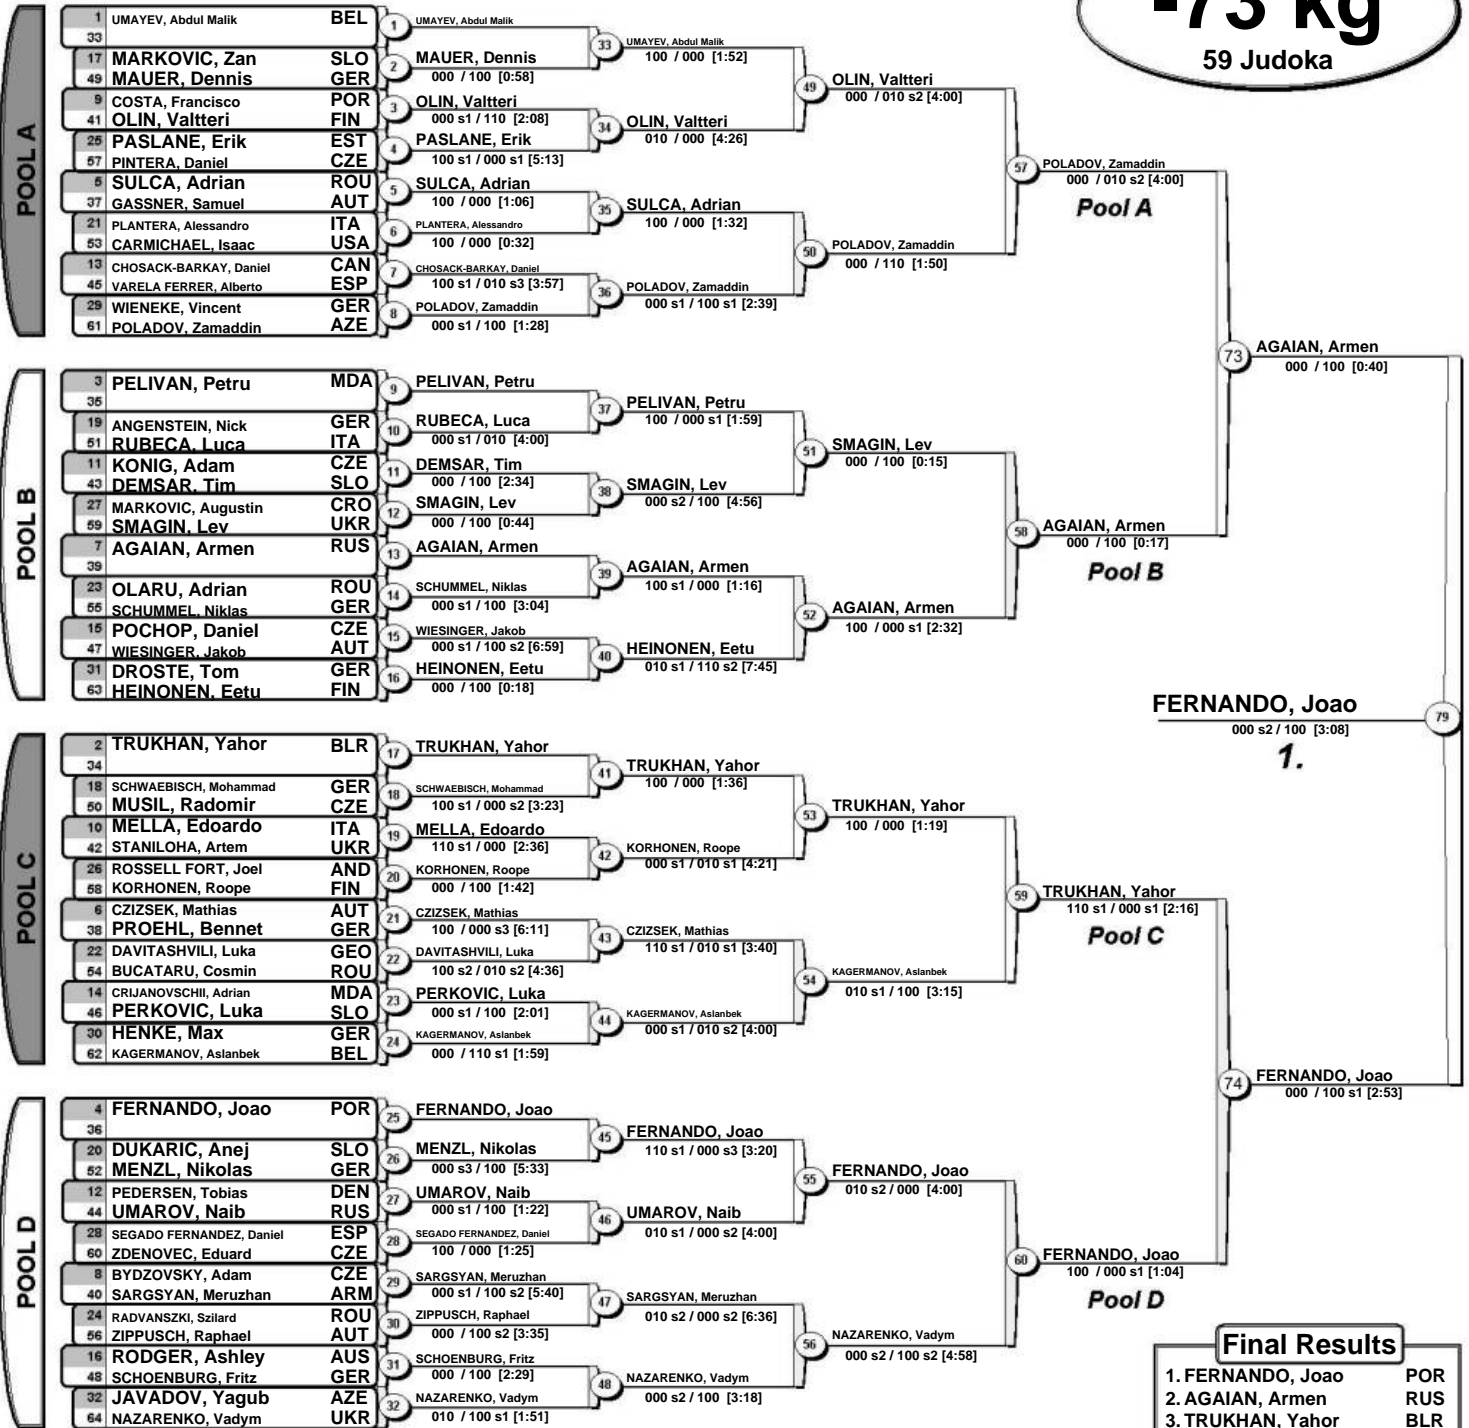 -73 kg
59 Judoka
POOL A
1 UMAYEV, Abdul Malik BEL
33
17 MARKOVIC, Zan SLO
49 MAUER, Dennis GER
9 COSTA, Francisco POR
41 OLIN, Valtteri FIN
25 PASLANE, Erik EST
57 PINTERA, Daniel CZE
5 SULCA, Adrian ROU
37 GASSNER, Samuel AUT
21 PLANTERA, Alessandro ITA
53 CARMICHAEL, Isaac USA
13 CHOSACK-BARKAY, Daniel CAN
45 VARELA FERRER, Alberto ESP
29 WIENEKE, Vincent GER
61 POLADOV, Zamaddin AZE
1 UMAYEV, Abdul Malik
2 MAUER, Dennis
000 / 100 [0:58]
3 OLIN, Valtteri
000 s1 / 110 [2:08]
4 PASLANE, Erik
100 s1 / 000 s1 [5:13]
5 SULCA, Adrian
100 / 000 [1:06]
6 PLANTERA, Alessandro
100 / 000 [0:32]
7 CHOSACK-BARKAY, Daniel
100 s1 / 010 s3 [3:57]
8 POLADOV, Zamaddin
000 s1 / 100 [1:28]
33 UMAYEV, Abdul Malik
100 / 000 [1:52]
34 OLIN, Valtteri
010 / 000 [4:26]
35 SULCA, Adrian
100 / 000 [1:32]
36 POLADOV, Zamaddin
000 s1 / 100 s1 [2:39]
49 OLIN, Valtteri
000 / 010 s2 [4:00]
50 POLADOV, Zamaddin
000 / 110 [1:50]
57 POLADOV, Zamaddin
000 / 010 s2 [4:00]
Pool A
POOL B
3 PELIVAN, Petru MDA
35
19 ANGENSTEIN, Nick GER
51 RUBECA, Luca ITA
11 KONIG, Adam CZE
43 DEMSAR, Tim SLO
27 MARKOVIC, Augustin CRO
59 SMAGIN, Lev UKR
7 AGAIAN, Armen RUS
39
23 OLARU, Adrian ROU
55 SCHUMMEL, Niklas GER
15 POCHOP, Daniel CZE
47 WIESINGER, Jakob AUT
31 DROSTE, Tom GER
63 HEINONEN, Eetu FIN
9 PELIVAN, Petru
10 RUBECA, Luca
000 s1 / 010 [4:00]
11 DEMSAR, Tim
000 / 100 [2:34]
12 SMAGIN, Lev
000 / 100 [0:44]
13 AGAIAN, Armen
14 SCHUMMEL, Niklas
000 s1 / 100 [3:04]
15 WIESINGER, Jakob
000 s1 / 100 s2 [6:59]
16 HEINONEN, Eetu
000 / 100 [0:18]
37 PELIVAN, Petru
100 / 000 s1 [1:59]
38 SMAGIN, Lev
000 s2 / 100 [4:56]
39 AGAIAN, Armen
100 s1 / 000 [1:16]
40 HEINONEN, Eetu
010 s1 / 110 s2 [7:45]
51 SMAGIN, Lev
000 / 100 [0:15]
52 AGAIAN, Armen
100 / 000 s1 [2:32]
58 AGAIAN, Armen
000 / 100 [0:17]
Pool B
73 AGAIAN, Armen
000 / 100 [0:40]
FERNANDO, Joao 79
000 s2 / 100 [3:08]
1.
POOL C
2 TRUKHAN, Yahor BLR
34
18 SCHWAEBISCH, Mohammad GER
50 MUSIL, Radomir CZE
10 MELLA, Edoardo ITA
42 STANILOHA, Artem UKR
26 ROSSELL FORT, Joel AND
58 KORHONEN, Roope FIN
6 CZIZSEK, Mathias AUT
38 PROEHL, Bennet GER
22 DAVITASHVILI, Luka GEO
54 BUCATARU, Cosmin ROU
14 CRIJANOVSCHII, Adrian MDA
46 PERKOVIC, Luka SLO
30 HENKE, Max GER
62 KAGERMANOV, Aslanbek BEL
17 TRUKHAN, Yahor
18 SCHWAEBISCH, Mohammad
100 s1 / 000 s2 [3:23]
19 MELLA, Edoardo
110 s1 / 000 [2:36]
20 KORHONEN, Roope
000 / 100 [1:42]
21 CZIZSEK, Mathias
100 / 000 s3 [6:11]
22 DAVITASHVILI, Luka
100 s2 / 010 s2 [4:36]
23 PERKOVIC, Luka
000 s1 / 100 [2:01]
24 KAGERMANOV, Aslanbek
000 / 110 s1 [1:59]
41 TRUKHAN, Yahor
100 / 000 [1:36]
42 KORHONEN, Roope
000 s1 / 010 s1 [4:21]
43 CZIZSEK, Mathias
110 s1 / 010 s1 [3:40]
44 KAGERMANOV, Aslanbek
000 s1 / 010 s2 [4:00]
53 TRUKHAN, Yahor
100 / 000 [1:19]
54 KAGERMANOV, Aslanbek
010 s1 / 100 [3:15]
59 TRUKHAN, Yahor
110 s1 / 000 s1 [2:16]
Pool C
74 FERNANDO, Joao
000 / 100 s1 [2:53]
POOL D
4 FERNANDO, Joao POR
36
20 DUKARIC, Anej SLO
52 MENZL, Nikolas GER
12 PEDERSEN, Tobias DEN
44 UMAROV, Naib RUS
28 SEGADO FERNANDEZ, Daniel ESP
60 ZDENOVEC, Eduard CZE
8 BYDZOVSKY, Adam CZE
40 SARGSYAN, Meruzhan ARM
24 RADVANSZKI, Szilard ROU
56 ZIPPUSCH, Raphael AUT
16 RODGER, Ashley AUS
48 SCHOENBURG, Fritz GER
32 JAVADOV, Yagub AZE
64 NAZARENKO, Vadym UKR
25 FERNANDO, Joao
26 MENZL, Nikolas
000 s3 / 100 [5:33]
27 UMAROV, Naib
000 s1 / 100 [1:22]
28 SEGADO FERNANDEZ, Daniel
100 / 000 [1:25]
29 SARGSYAN, Meruzhan
000 s1 / 100 s2 [5:40]
30 ZIPPUSCH, Raphael
000 / 100 s2 [3:35]
31 SCHOENBURG, Fritz
000 / 100 [2:29]
32 NAZARENKO, Vadym
010 / 100 s1 [1:51]
45 FERNANDO, Joao
110 s1 / 000 s3 [3:20]
46 UMAROV, Naib
010 s1 / 000 s2 [4:00]
47 SARGSYAN, Meruzhan
010 s2 / 000 s2 [6:36]
48 NAZARENKO, Vadym
000 s2 / 100 [3:18]
55 FERNANDO, Joao
010 s2 / 000 [4:00]
56 NAZARENKO, Vadym
000 s2 / 100 s2 [4:58]
60 FERNANDO, Joao
100 / 000 s1 [1:04]
Pool D
Final Results
1. FERNANDO, Joao POR
2. AGAIAN, Armen RUS
3. TRUKHAN, Yahor BLR